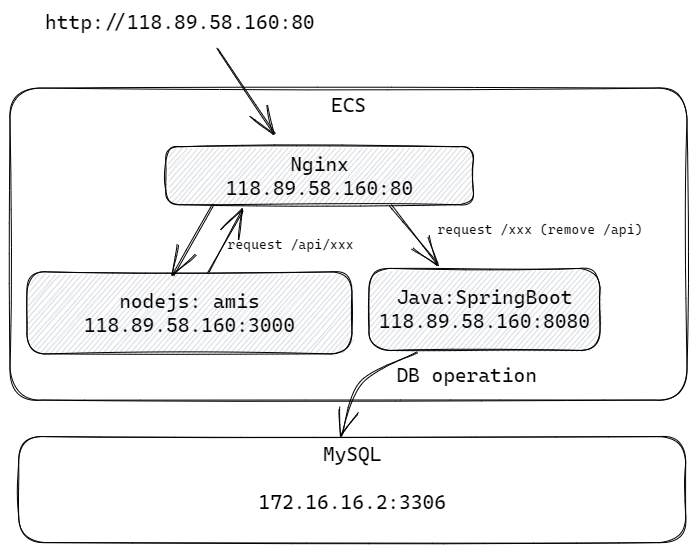 http://118.89.58.160:80
ECS
Nginx
118.89.58.160:80
request /xxx (remove /api)
request /api/xxx
nodejs: amis
118.89.58.160:3000
Java:SpringBoot
118.89.58.160:8080
DB operation
MySQL
172.16.16.2:3306